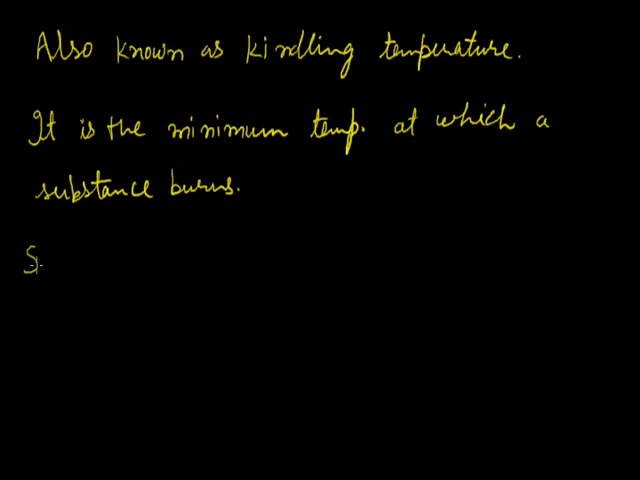 Also known as kindling temperature.
It is the minimum temp. at which a
substance burns.
S